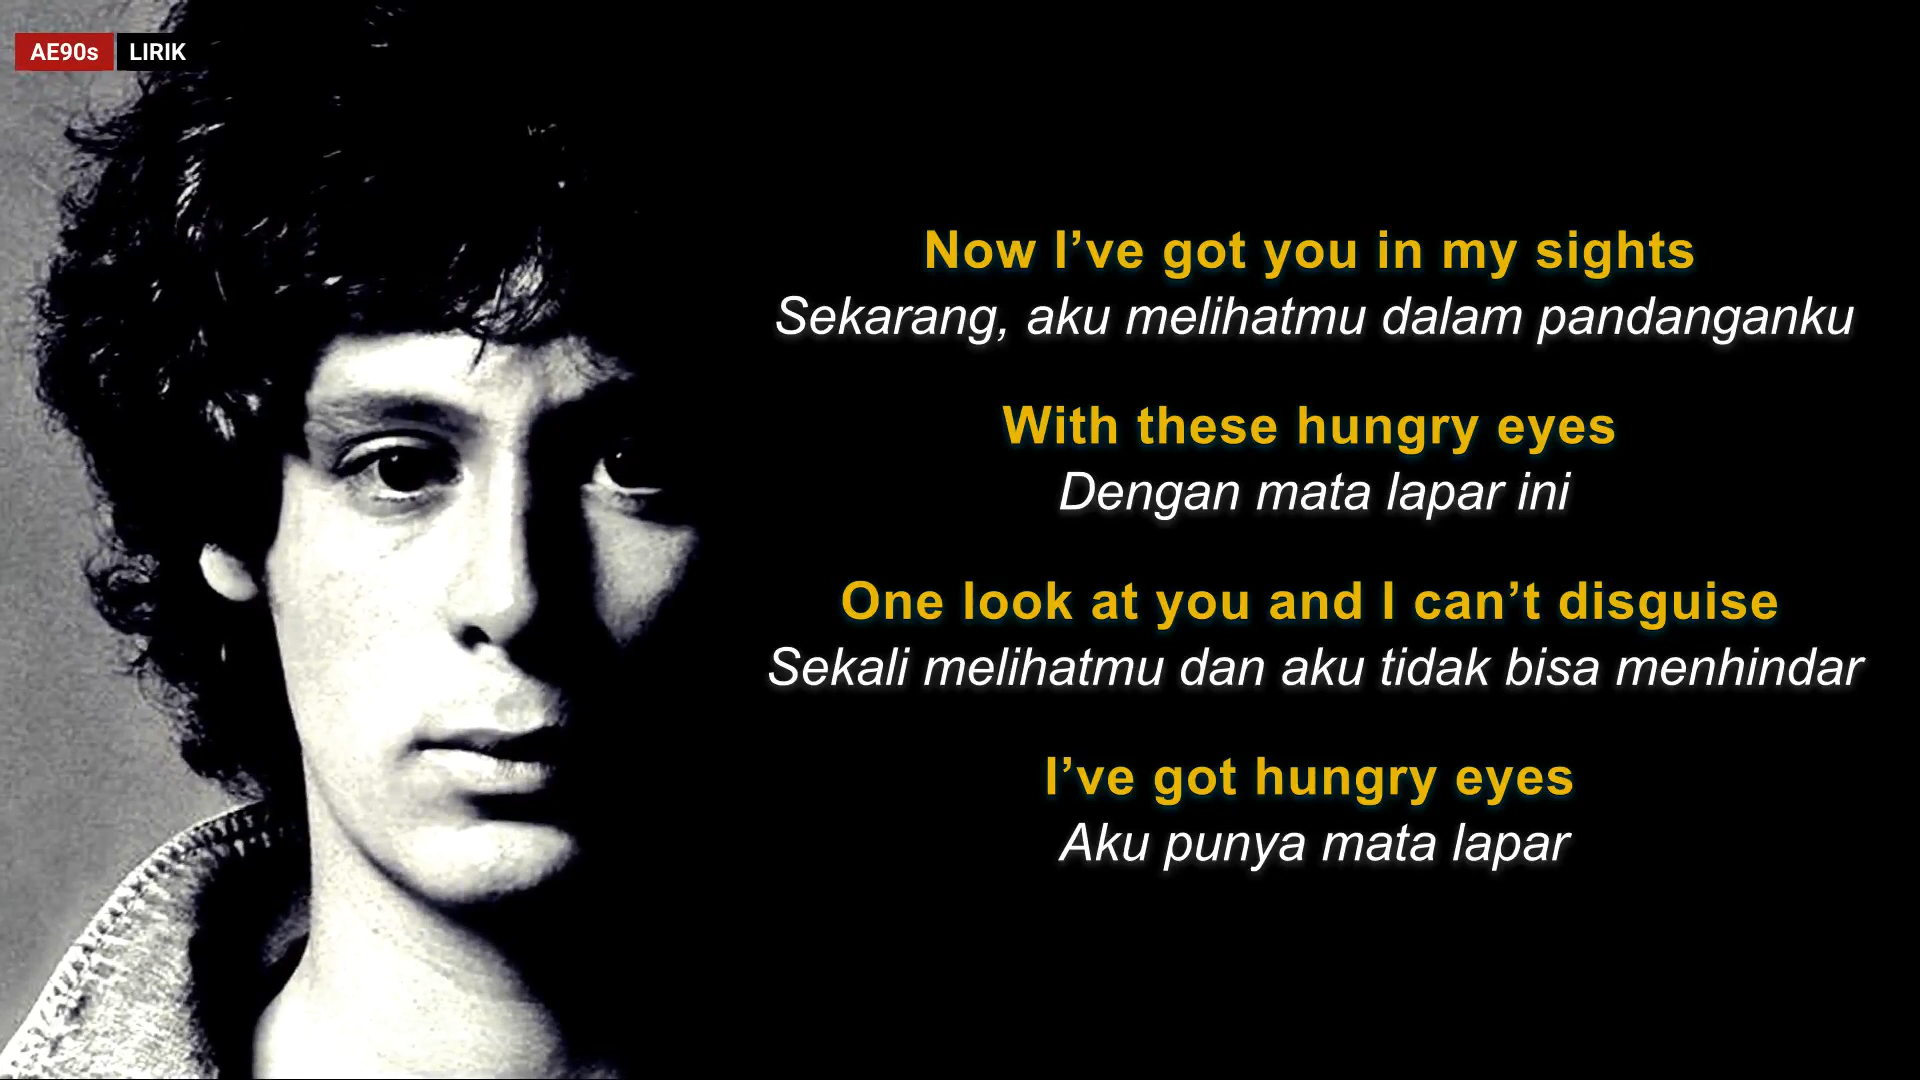 AE90s LIRIK
Now I’ve got you in my sights
Sekarang, aku melihatmu dalam pandanganku
With these hungry eyes
Dengan mata lapar ini
One look at you and I can’t disguise
Sekali melihatmu dan aku tidak bisa menhindar
I’ve got hungry eyes
Aku punya mata lapar